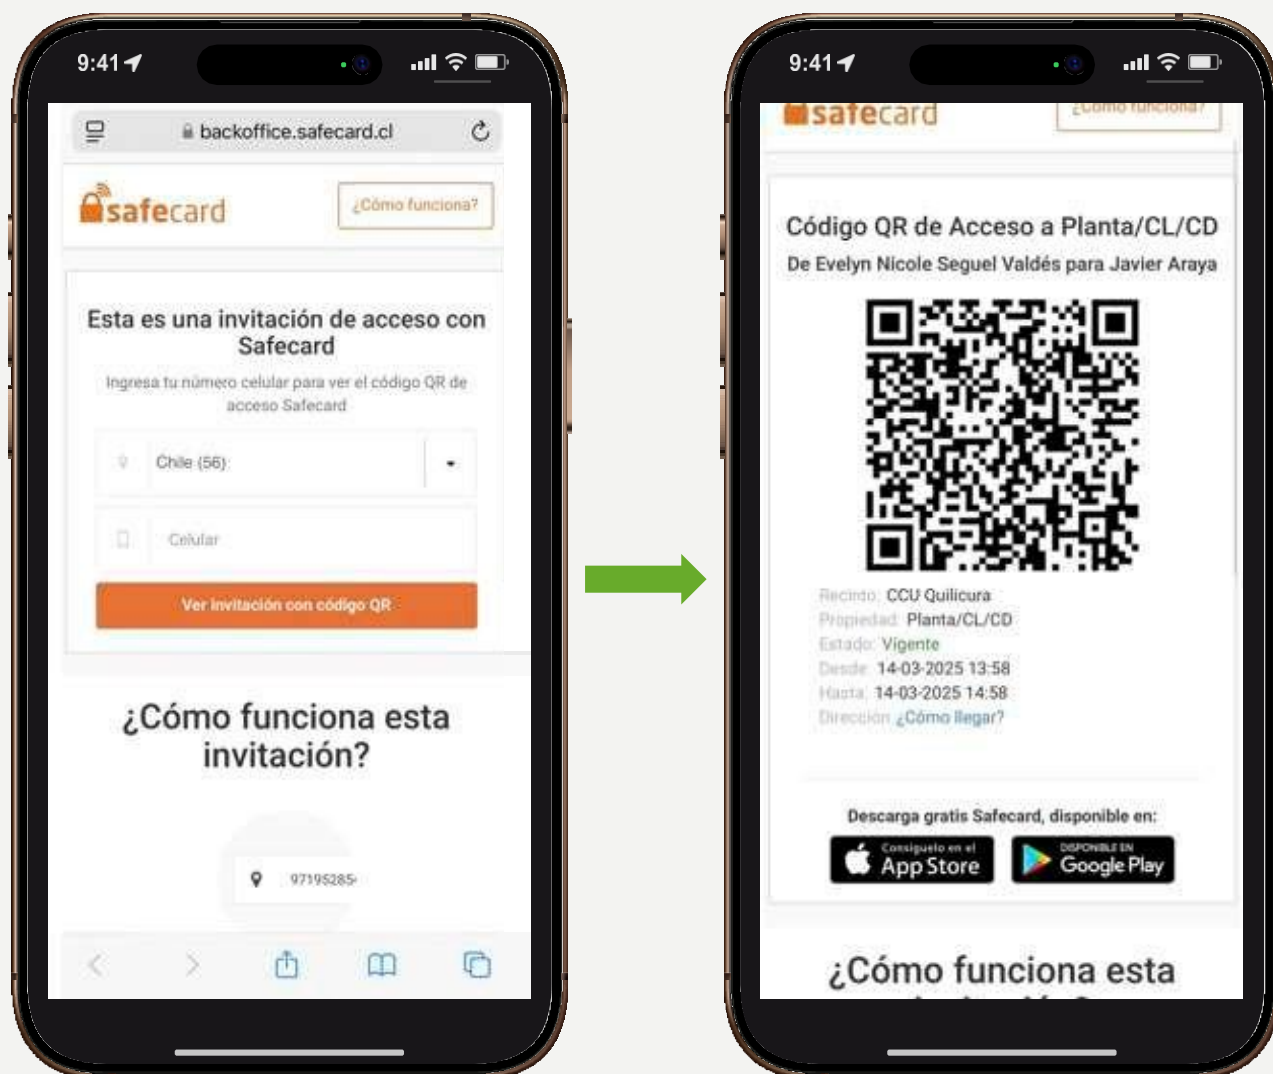 9:41
backoffice.safecard.cl
safecard
¿Cómo funciona?
Esta es una invitación de acceso con
Safecard
Ingresa tu número celular para ver el código QR de
acceso Safecard
Chile (56)
Celular
Ver invitación con código QR
¿Cómo funciona esta
invitación?
97195285
9:41
safecard
¿Cómo funciona?
Código QR de Acceso a Planta/CL/CD
De Evelyn Nicole Seguel Valdés para Javier Araya
Recinto: CCU Quilicura
Propiedad: Planta/CL/CD
Estado: Vigente
Desde: 14-03-2025 13:58
Hasta: 14-03-2025 14:58
Dirección: ¿Cómo llegar?
Descarga gratis Safecard, disponible en:
Consíguelo en el
App Store
DISPONIBLE EN
Google Play
¿Cómo funciona esta